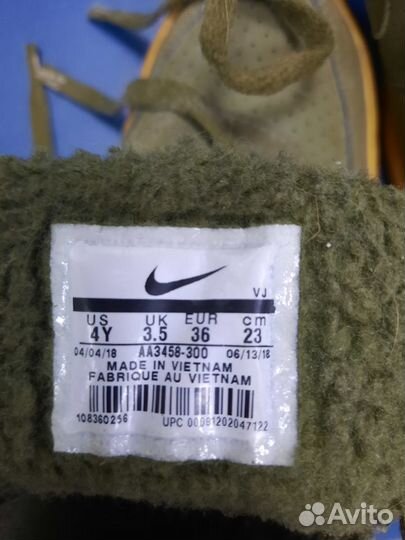 VJ
US UK EUR cm
4Y 3.5 36 23
04/04/18 AA3458-300 06/13/18
MADE IN VIETNAM
FABRIQUE AU VIETNAM
108360256 UPC 00091202047122
Avito